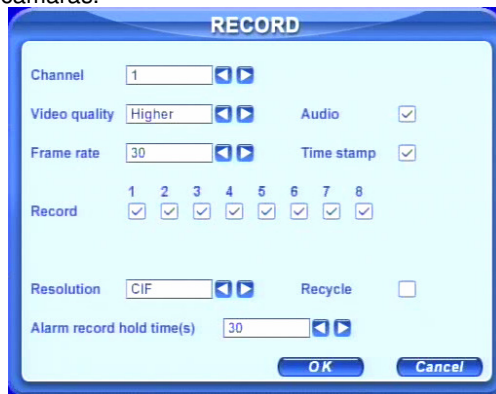 camaras.
RECORD
Channel 1
Video quality Higher Audio
Frame rate 30 Time stamp
1 2 3 4 5 6 7 8
Record
Resolution CIF Recycle
Alarm record hold time(s) 30
OK Cancel